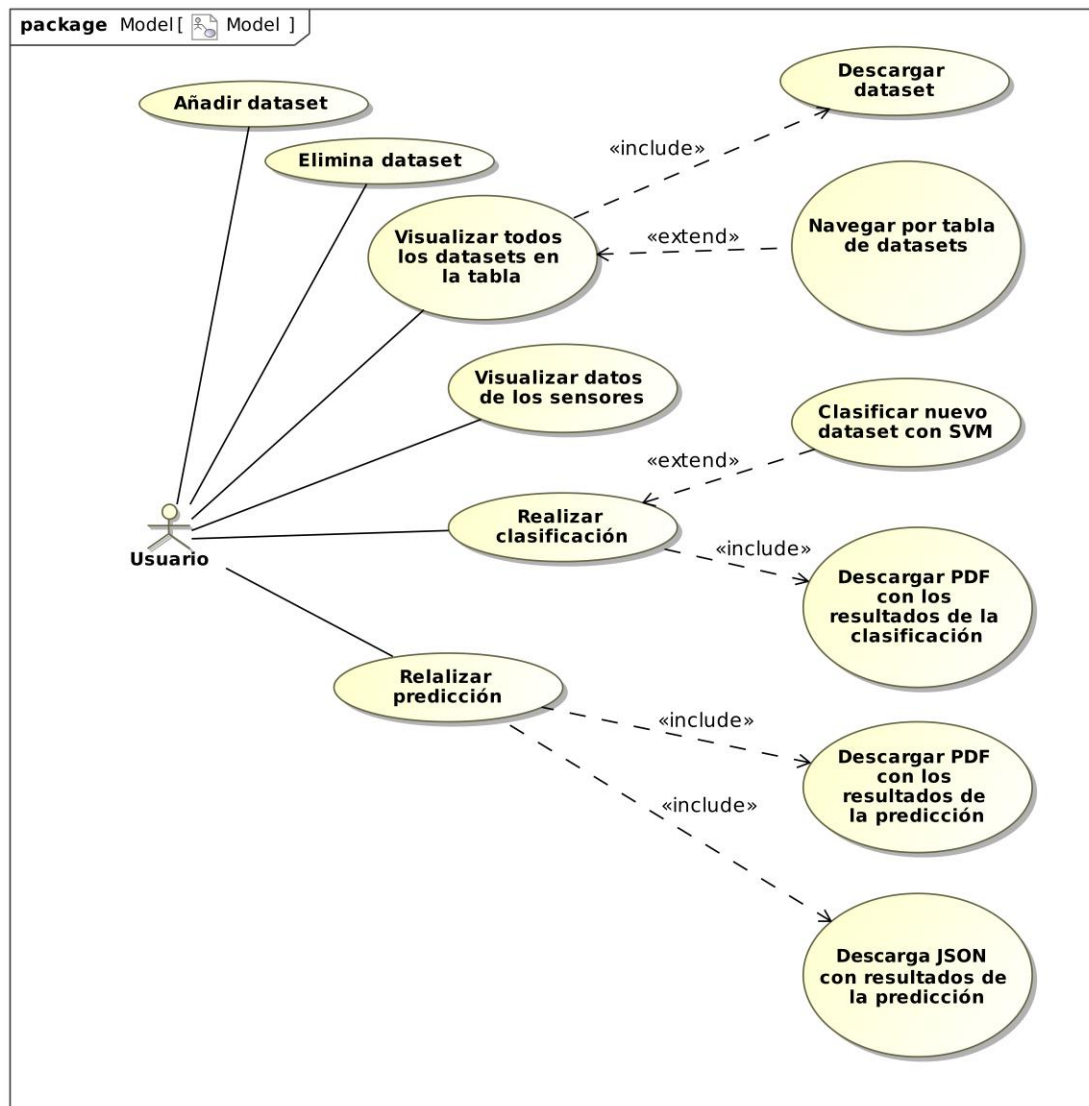 package Model [ Model ]
Añadir dataset
Elimina dataset
Visualizar todos
los datasets en
la tabla
«include»
Descargar
dataset
«extend»
Navegar por tabla
de datasets
Visualizar datos
de los sensores
Clasificar nuevo
dataset con SVM
«extend»
Realizar
clasificación
«include»
Descargar PDF
con los
resultados de la
clasificación
Usuario
Relalizar
predicción
«include»
Descargar PDF
con los
resultados de
la predicción
«include»
Descarga JSON
con resultados de
la predicción